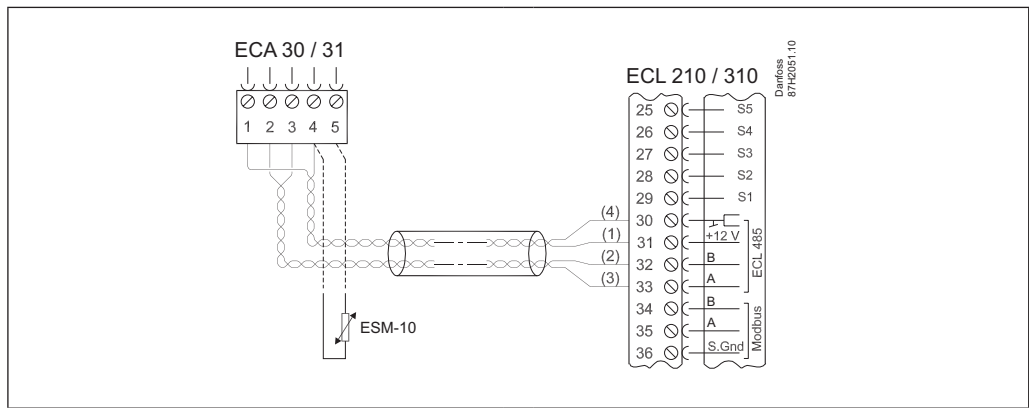 ECA 30 / 31
1 2 3 4 5
ESM-10
ECL 210 / 310
Danfoss
87H2051.10
25 S5
26 S4
27 S3
28 S2
29 S1
(4) 30
(1) 31 +12 V
(2) 32 B
(3) 33 A
ECL 485
34 B
35 A
36 S.Gnd
Modbus